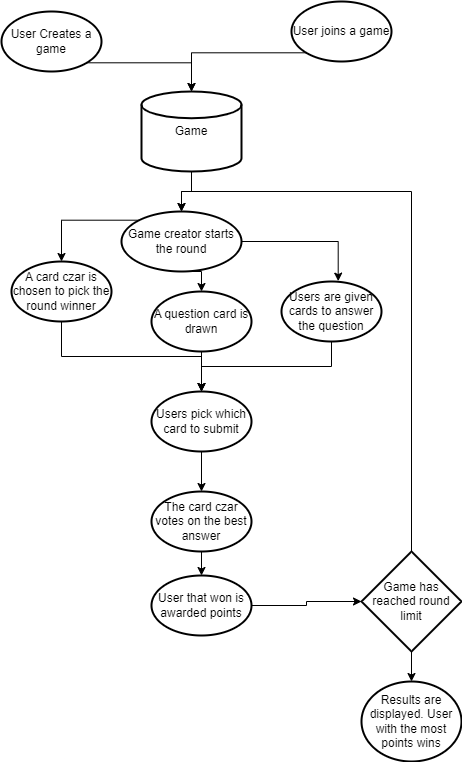 User Creates a
game
User joins a game
Game
Game creator starts
the round
A card czar is
chosen to pick the
round winner
A question card is
drawn
Users are given
cards to answer
the question
Users pick which
card to submit
The card czar
votes on the best
answer
User that won is
awarded points
Game has
reached round
limit
Results are
displayed. User
with the most
points wins